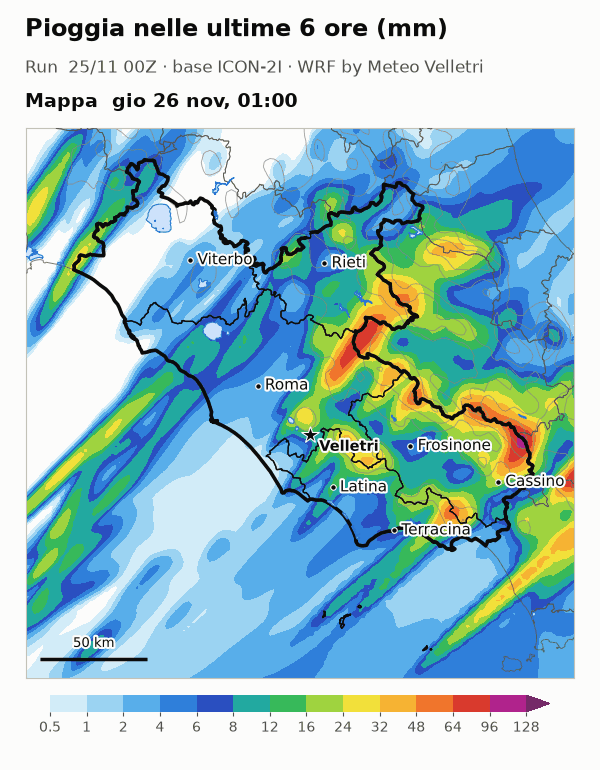 Pioggia nelle ultime 6 ore (mm)
Run  25/11 00Z · base ICON-2I · WRF by Meteo Velletri
Mappa  gio 26 nov, 01:00
Viterbo
Rieti
Roma
Velletri
Frosinone
Cassino
Latina
Terracina
50 km
0.5 1 2 4 6 8 12 16 24 32 48 64 96 128